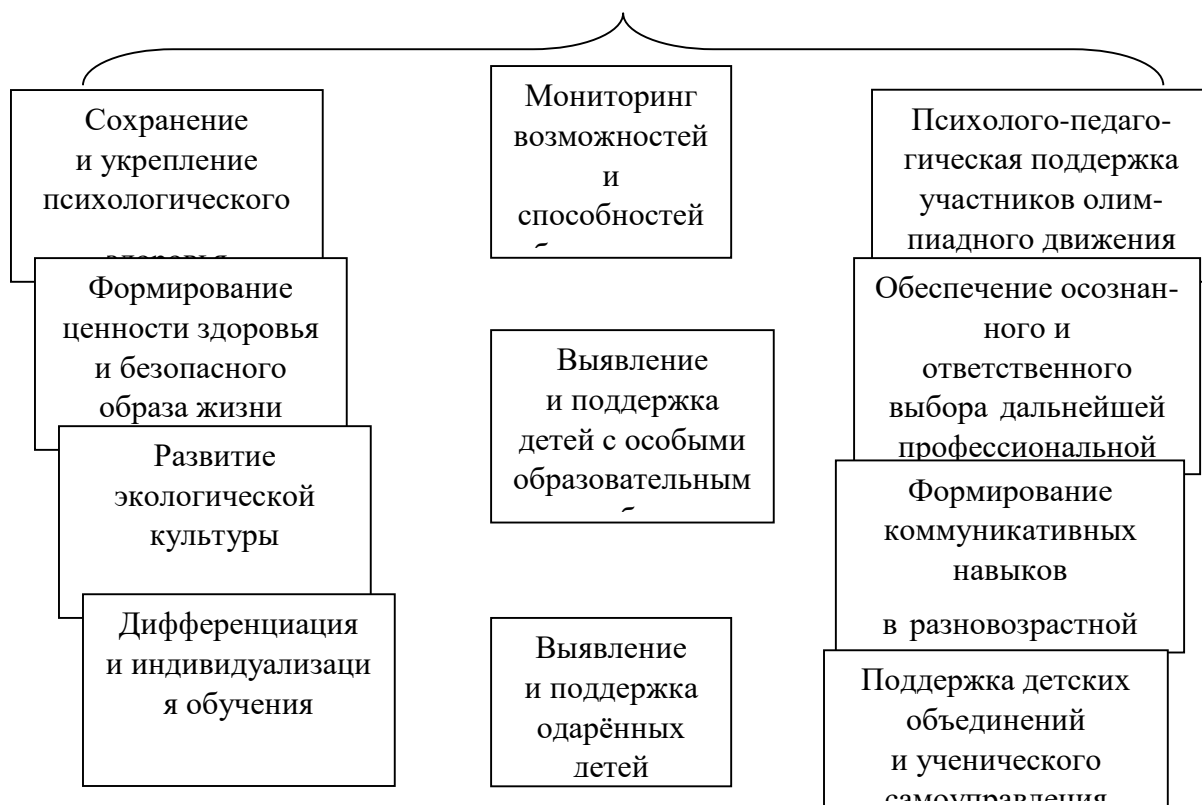 Сохранение
и укрепление
психологического
здоровья
Формирование
ценности здоровья
и безопасного
образа жизни
Развитие
экологической
культуры
Дифференциация
и индивидуализаци
я обучения
Мониторинг
возможностей
и
способностей
Выявление
и поддержка
детей с особыми
образовательным
Выявление
и поддержка
одарённых
детей
Психолого-педаго-
гическая поддержка
участников олим-
пиадного движения
Обеспечение осознан-
ного и
ответственного
выбора дальнейшей
профессиональной
Формирование
коммуникативных
навыков
в разновозрастной
Поддержка детских
объединений
и ученического
самоуправления